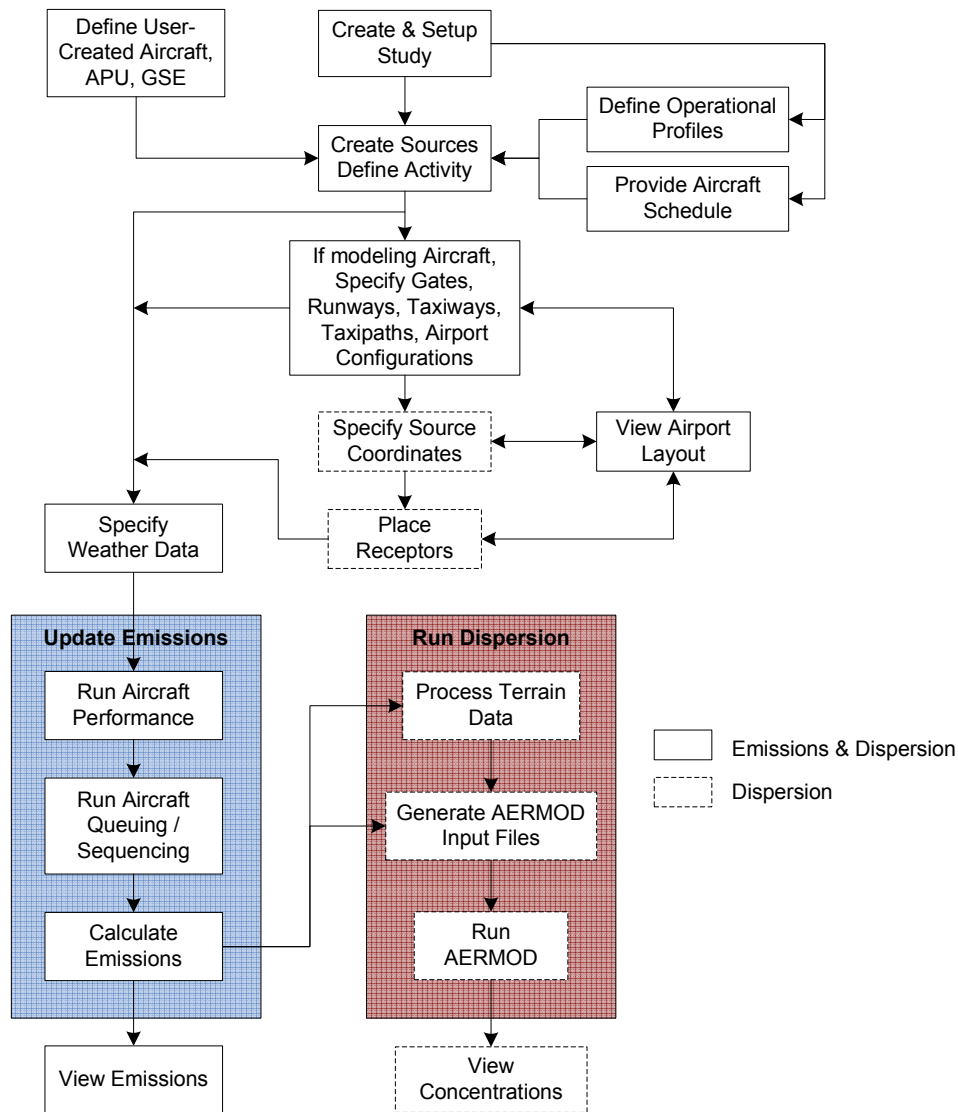 Define User-
Created Aircraft,
APU, GSE
Create & Setup
Study
Define Operational
Profiles
Create Sources
Define Activity
Provide Aircraft
Schedule
If modeling Aircraft,
Specify Gates,
Runways, Taxiways,
Taxipaths, Airport
Configurations
Specify Source
Coordinates
View Airport
Layout
Place
Receptors
Specify
Weather Data
Update Emissions
Run Aircraft
Performance
Run Aircraft
Queuing /
Sequencing
Calculate
Emissions
View Emissions
Run Dispersion
Process Terrain
Data
Generate AERMOD
Input Files
Run
AERMOD
View
Concentrations
Emissions & Dispersion
Dispersion